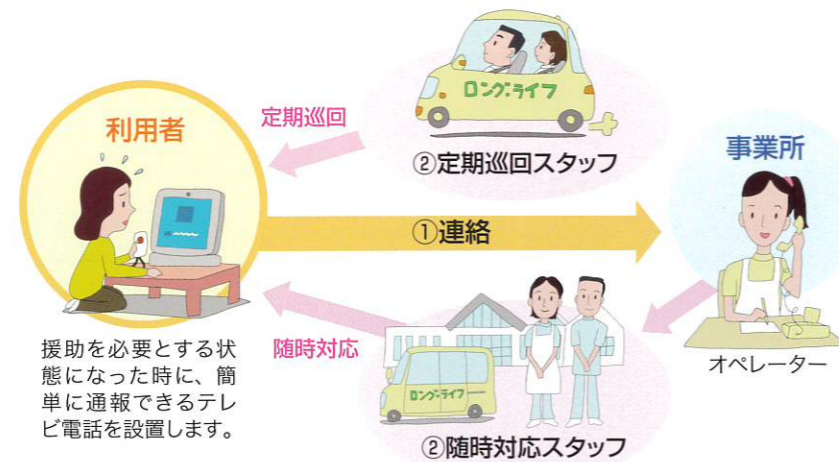 ロングライフ
定期巡回
利用者
②定期巡回スタッフ
事業所
①連絡
随時対応
ロングライフ
オペレーター
②随時対応スタッフ
援助を必要とする状
態になった時に、簡
単に通報できるテレ
ビ電話を設置します。